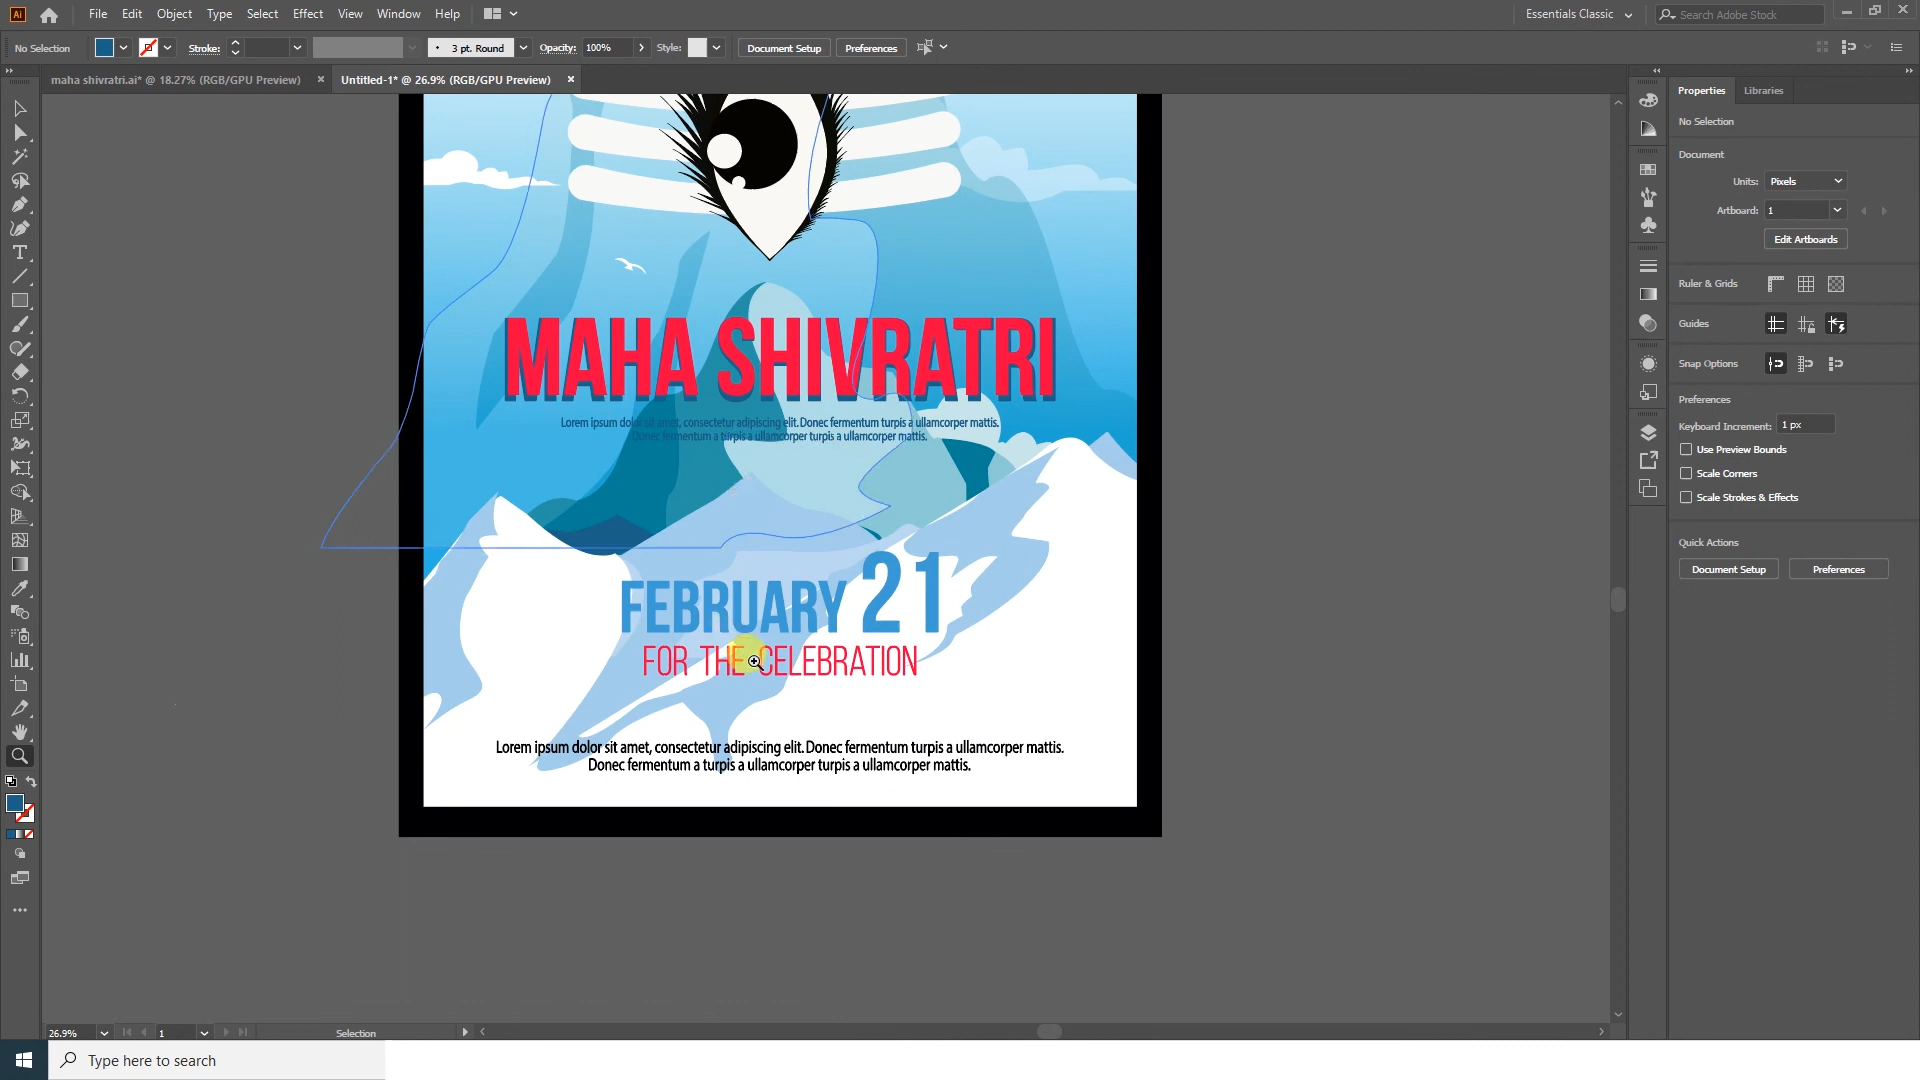 Ai File Edit Object Type Select Effect View Window Help Essentials Classic Search Adobe Stock
No Selection Stroke: 3 pt. Round Opacity: 100% Style: Document Setup Preferences
maha shivratri.ai* @ 18.27% (RGB/GPU Preview) × Untitled-1* @ 26.9% (RGB/GPU Preview) ×
Properties Libraries
No Selection
Document
Units: Pixels
Artboard: 1
Edit Artboards
Ruler & Grids
Guides
Snap Options
Preferences
Keyboard Increment: 1 px
Use Preview Bounds
Scale Corners
Scale Strokes & Effects
Quick Actions
Document Setup Preferences
MAHA SHIVRATRI
Lorem ipsum dolor sit amet, consectetur adipiscing elit. Donec fermentum turpis a ullamcorper mattis.
Donec fermentum a turpis a ullamcorper turpis a ullamcorper mattis.
FEBRUARY 21
FOR THE CELEBRATION
Lorem ipsum dolor sit amet, consectetur adipiscing elit. Donec fermentum turpis a ullamcorper mattis.
Donec fermentum a turpis a ullamcorper turpis a ullamcorper mattis.
26.9% 1 Selection
Type here to search